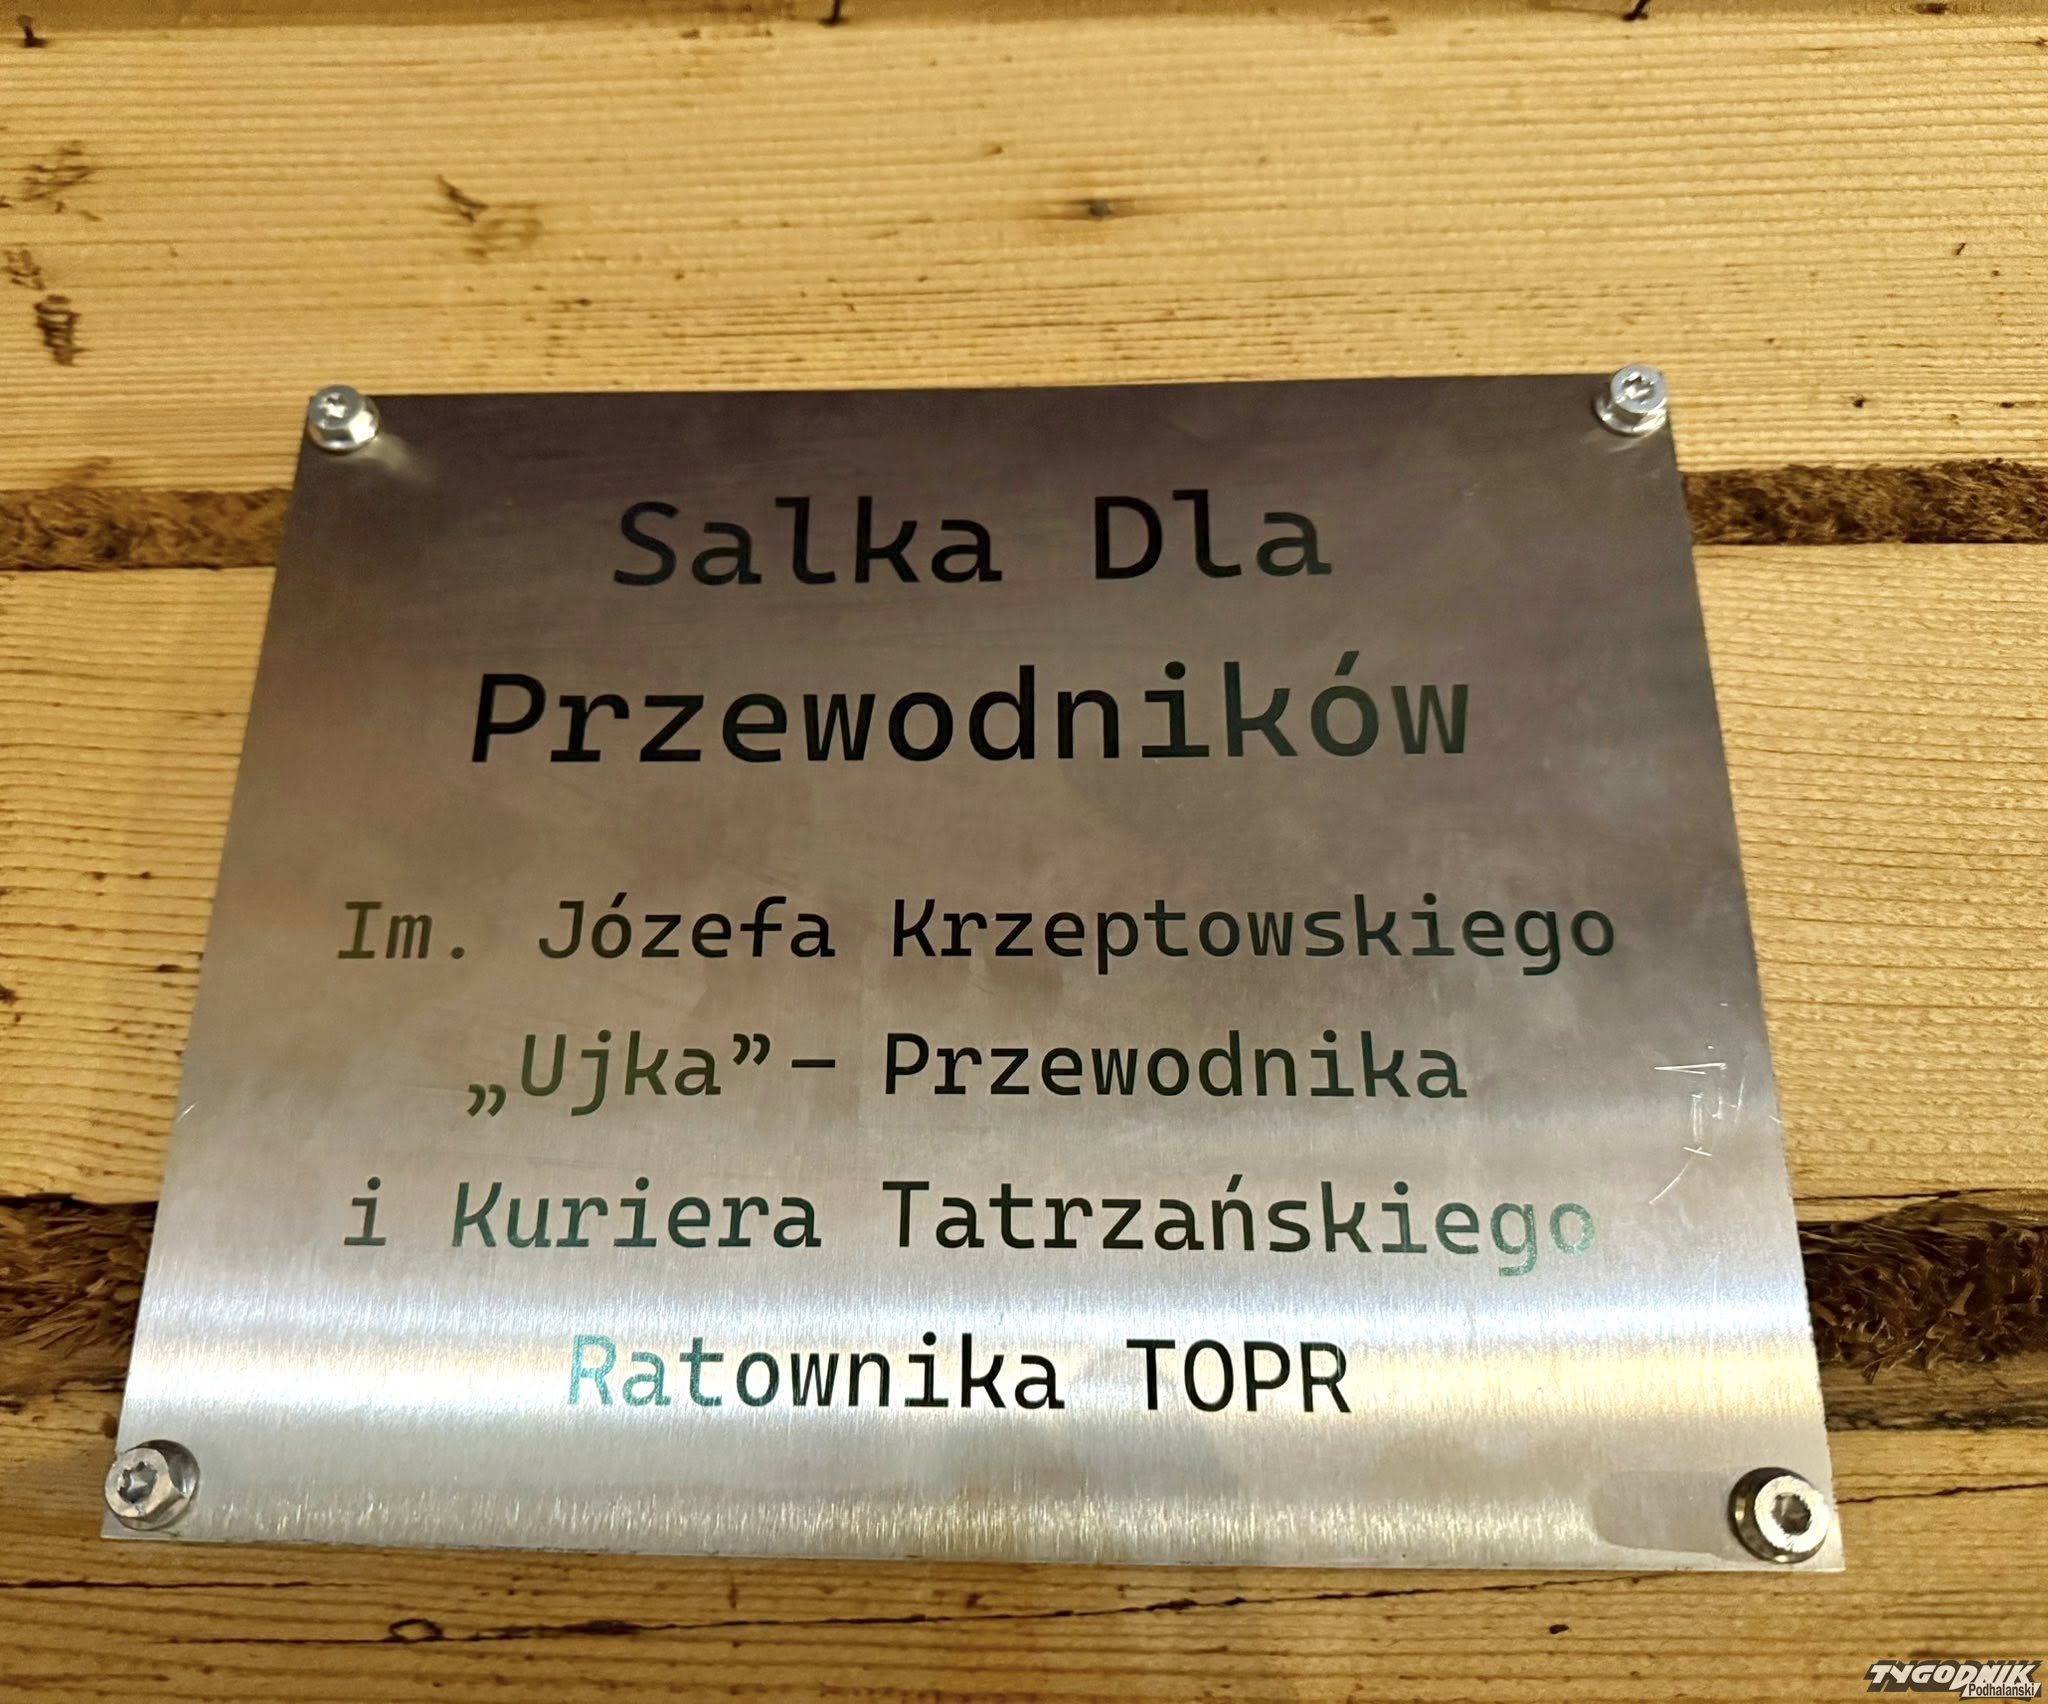 Salka Dla
Przewodników
Im. Józefa Krzeptowskiego
„Ujka” – Przewodnika
i Kuriera Tatrzańskiego
Ratownika TOPR
TYGODNIK
Podhalański